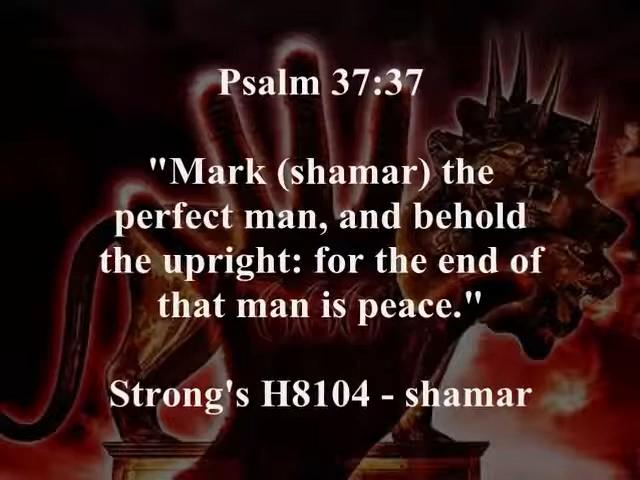 Psalm 37:37
"Mark (shamar) the
perfect man, and behold
the upright: for the end of
that man is peace."
Strong's H8104 - shamar